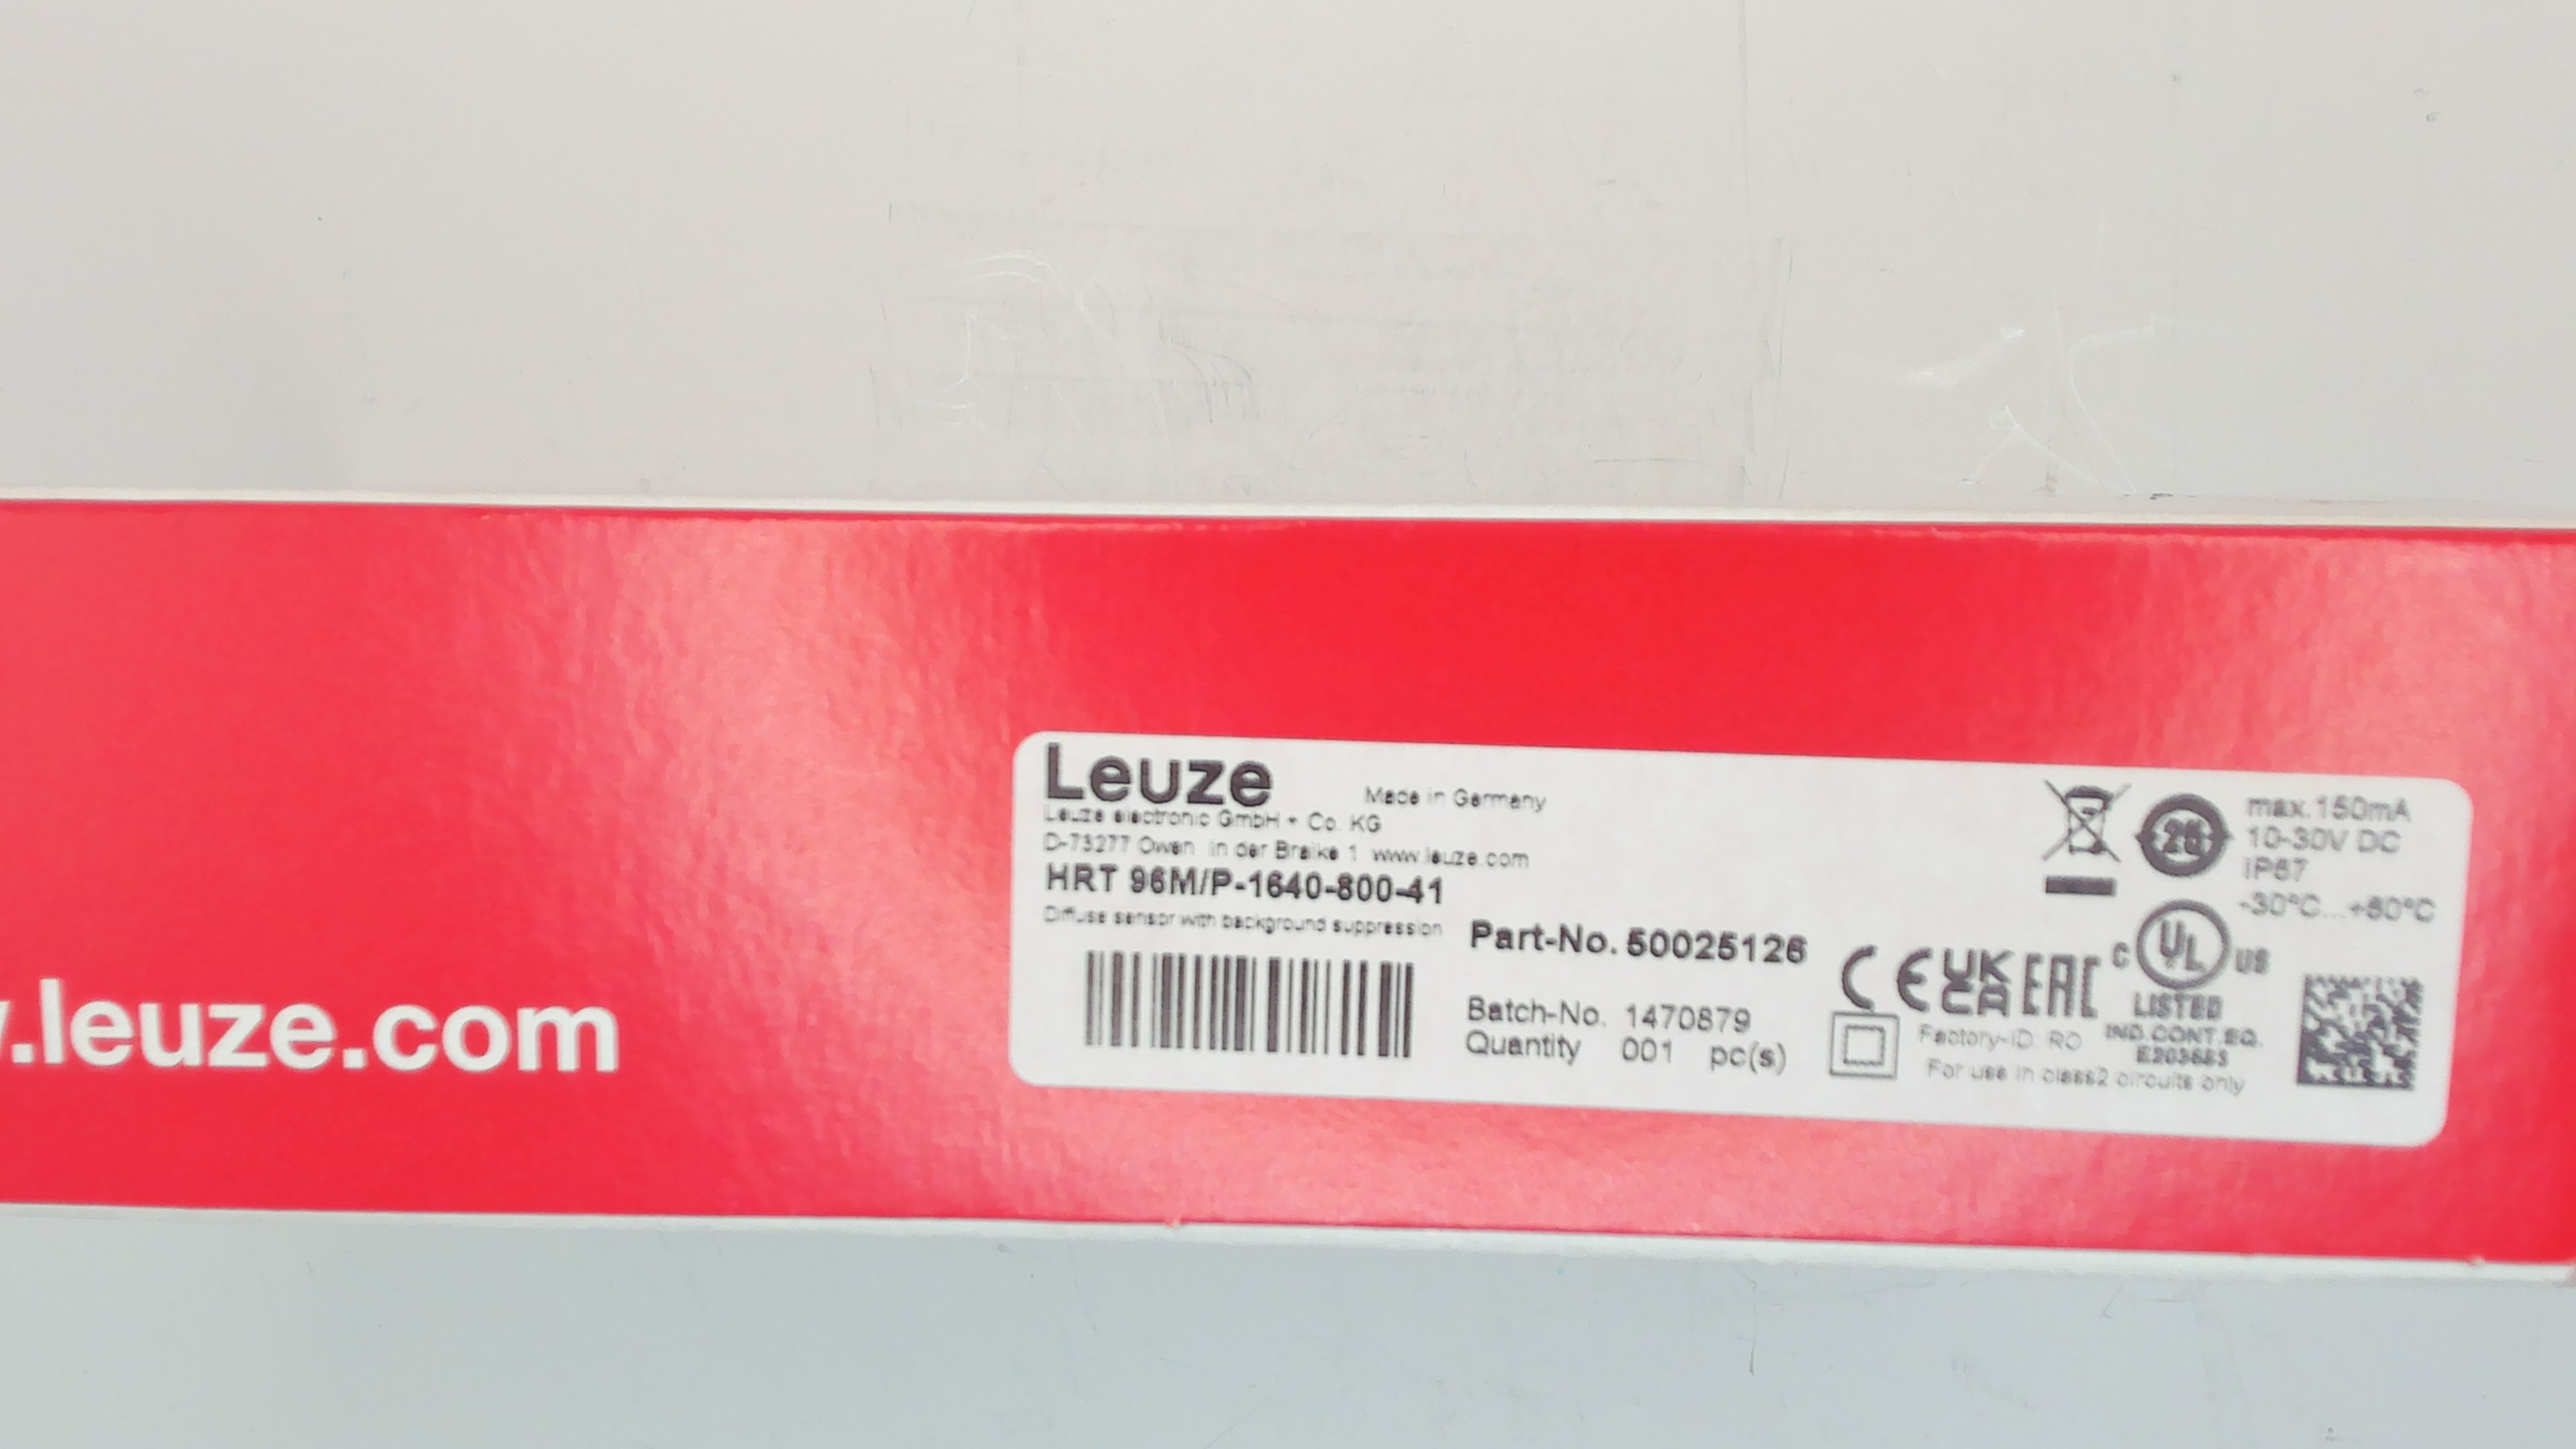 .leuze.com
Leuze
Made in Germany
Leuze electronic GmbH + Co. KG
D-73277 Owen In der Braike 1 www.leuze.com
HRT 96M/P-1640-800-41
Diffuse sensor with background suppression
Part-No. 50025126
Batch-No. 1470879
Quantity 001 pc(s)
max.150mA
10-30V DC
IP67
-30°C...+60°C
25
CE UKCA EAC
C UL US
LISTED
IND.CONT.EQ.
Factory-ID: RO
For use in class2 circuits only